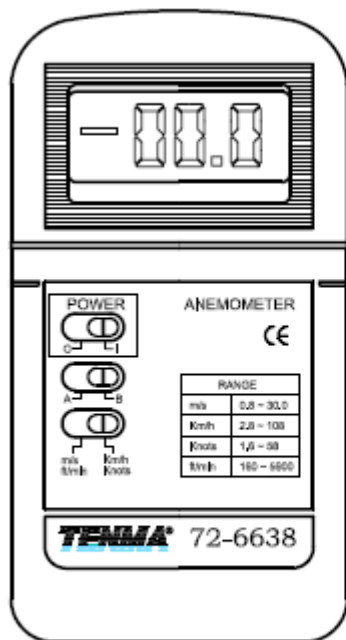 -00.0
POWER
O I
ANEMOMETER
CE
A B
m/s Km/h
ft/min Knots
RANGE
m/s 0.8 ~ 30.0
Km/h 2.8 ~ 108
Knots 1.6 ~ 58
ft/min 160 ~ 5900
TENMA® 72-6638